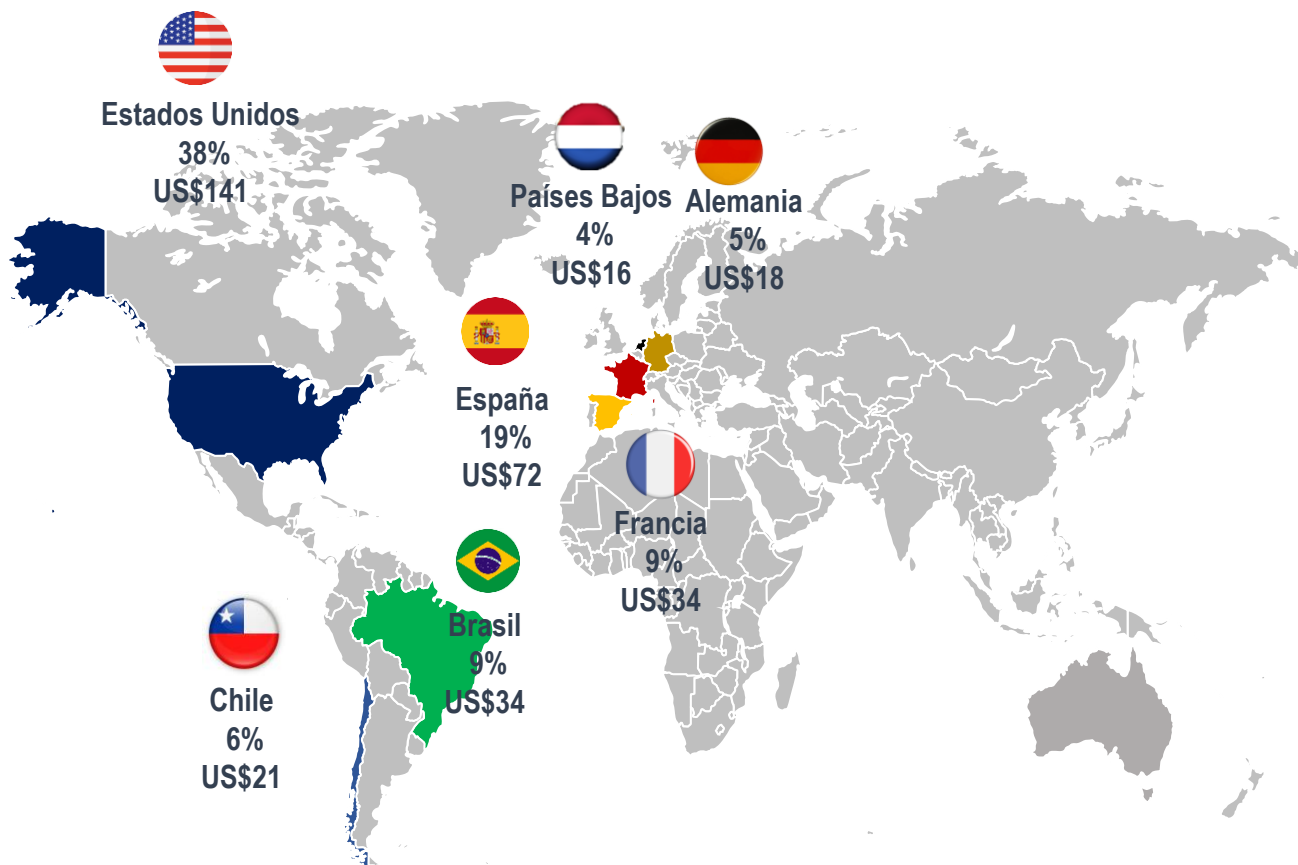 Estados Unidos
38%
US$141
Países Bajos
4%
US$16
Alemania
5%
US$18
España
19%
US$72
Francia
9%
US$34
Brasil
9%
US$34
Chile
6%
US$21